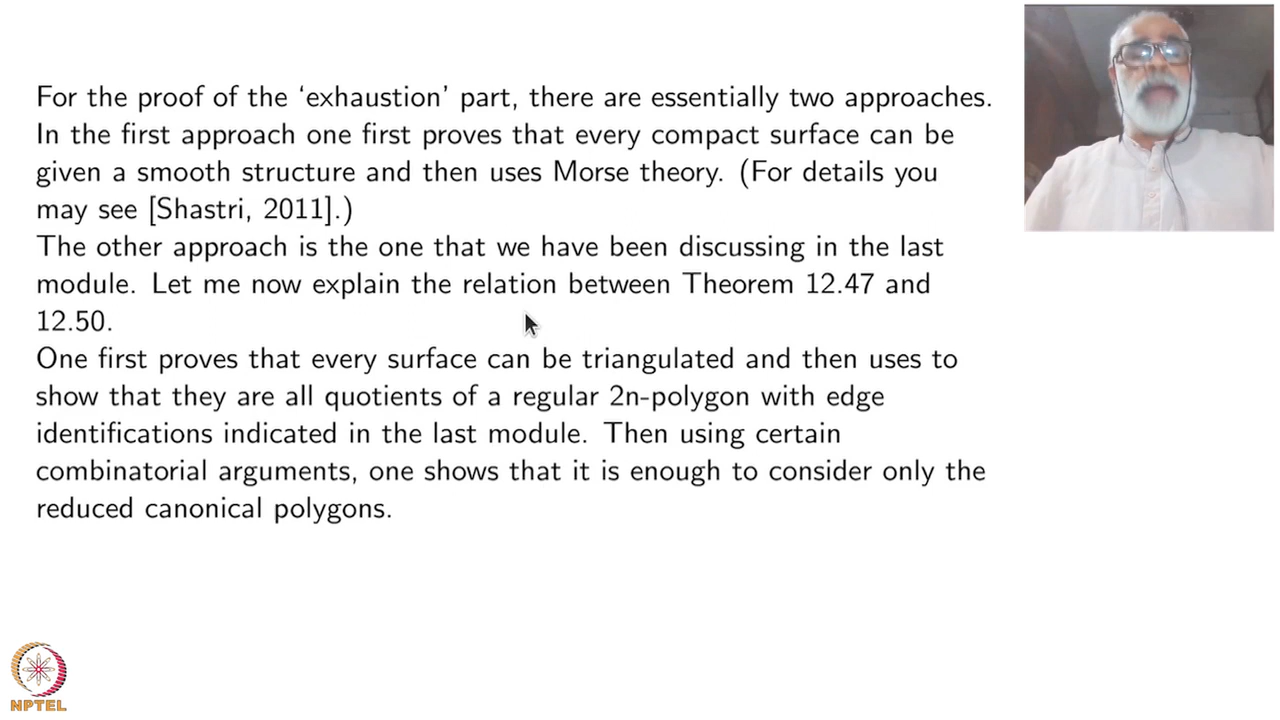 For the proof of the ‘exhaustion’ part, there are essentially two approaches.
In the first approach one first proves that every compact surface can be
given a smooth structure and then uses Morse theory. (For details you
may see [Shastri, 2011].)
The other approach is the one that we have been discussing in the last
module. Let me now explain the relation between Theorem 12.47 and
12.50.
One first proves that every surface can be triangulated and then uses to
show that they are all quotients of a regular 2n-polygon with edge
identifications indicated in the last module. Then using certain
combinatorial arguments, one shows that it is enough to consider only the
reduced canonical polygons.
NPTEL